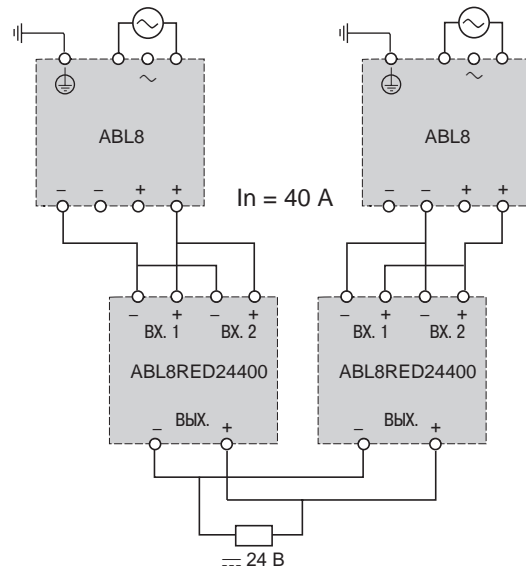 ABL8
ABL8
– – + +
– – + +
In = 40 A
– + – +
– + – +
ВХ. 1 ВХ. 2
ВХ. 1 ВХ. 2
ABL8RED24400
ABL8RED24400
ВЫХ.
– +
ВЫХ.
– +
24 В